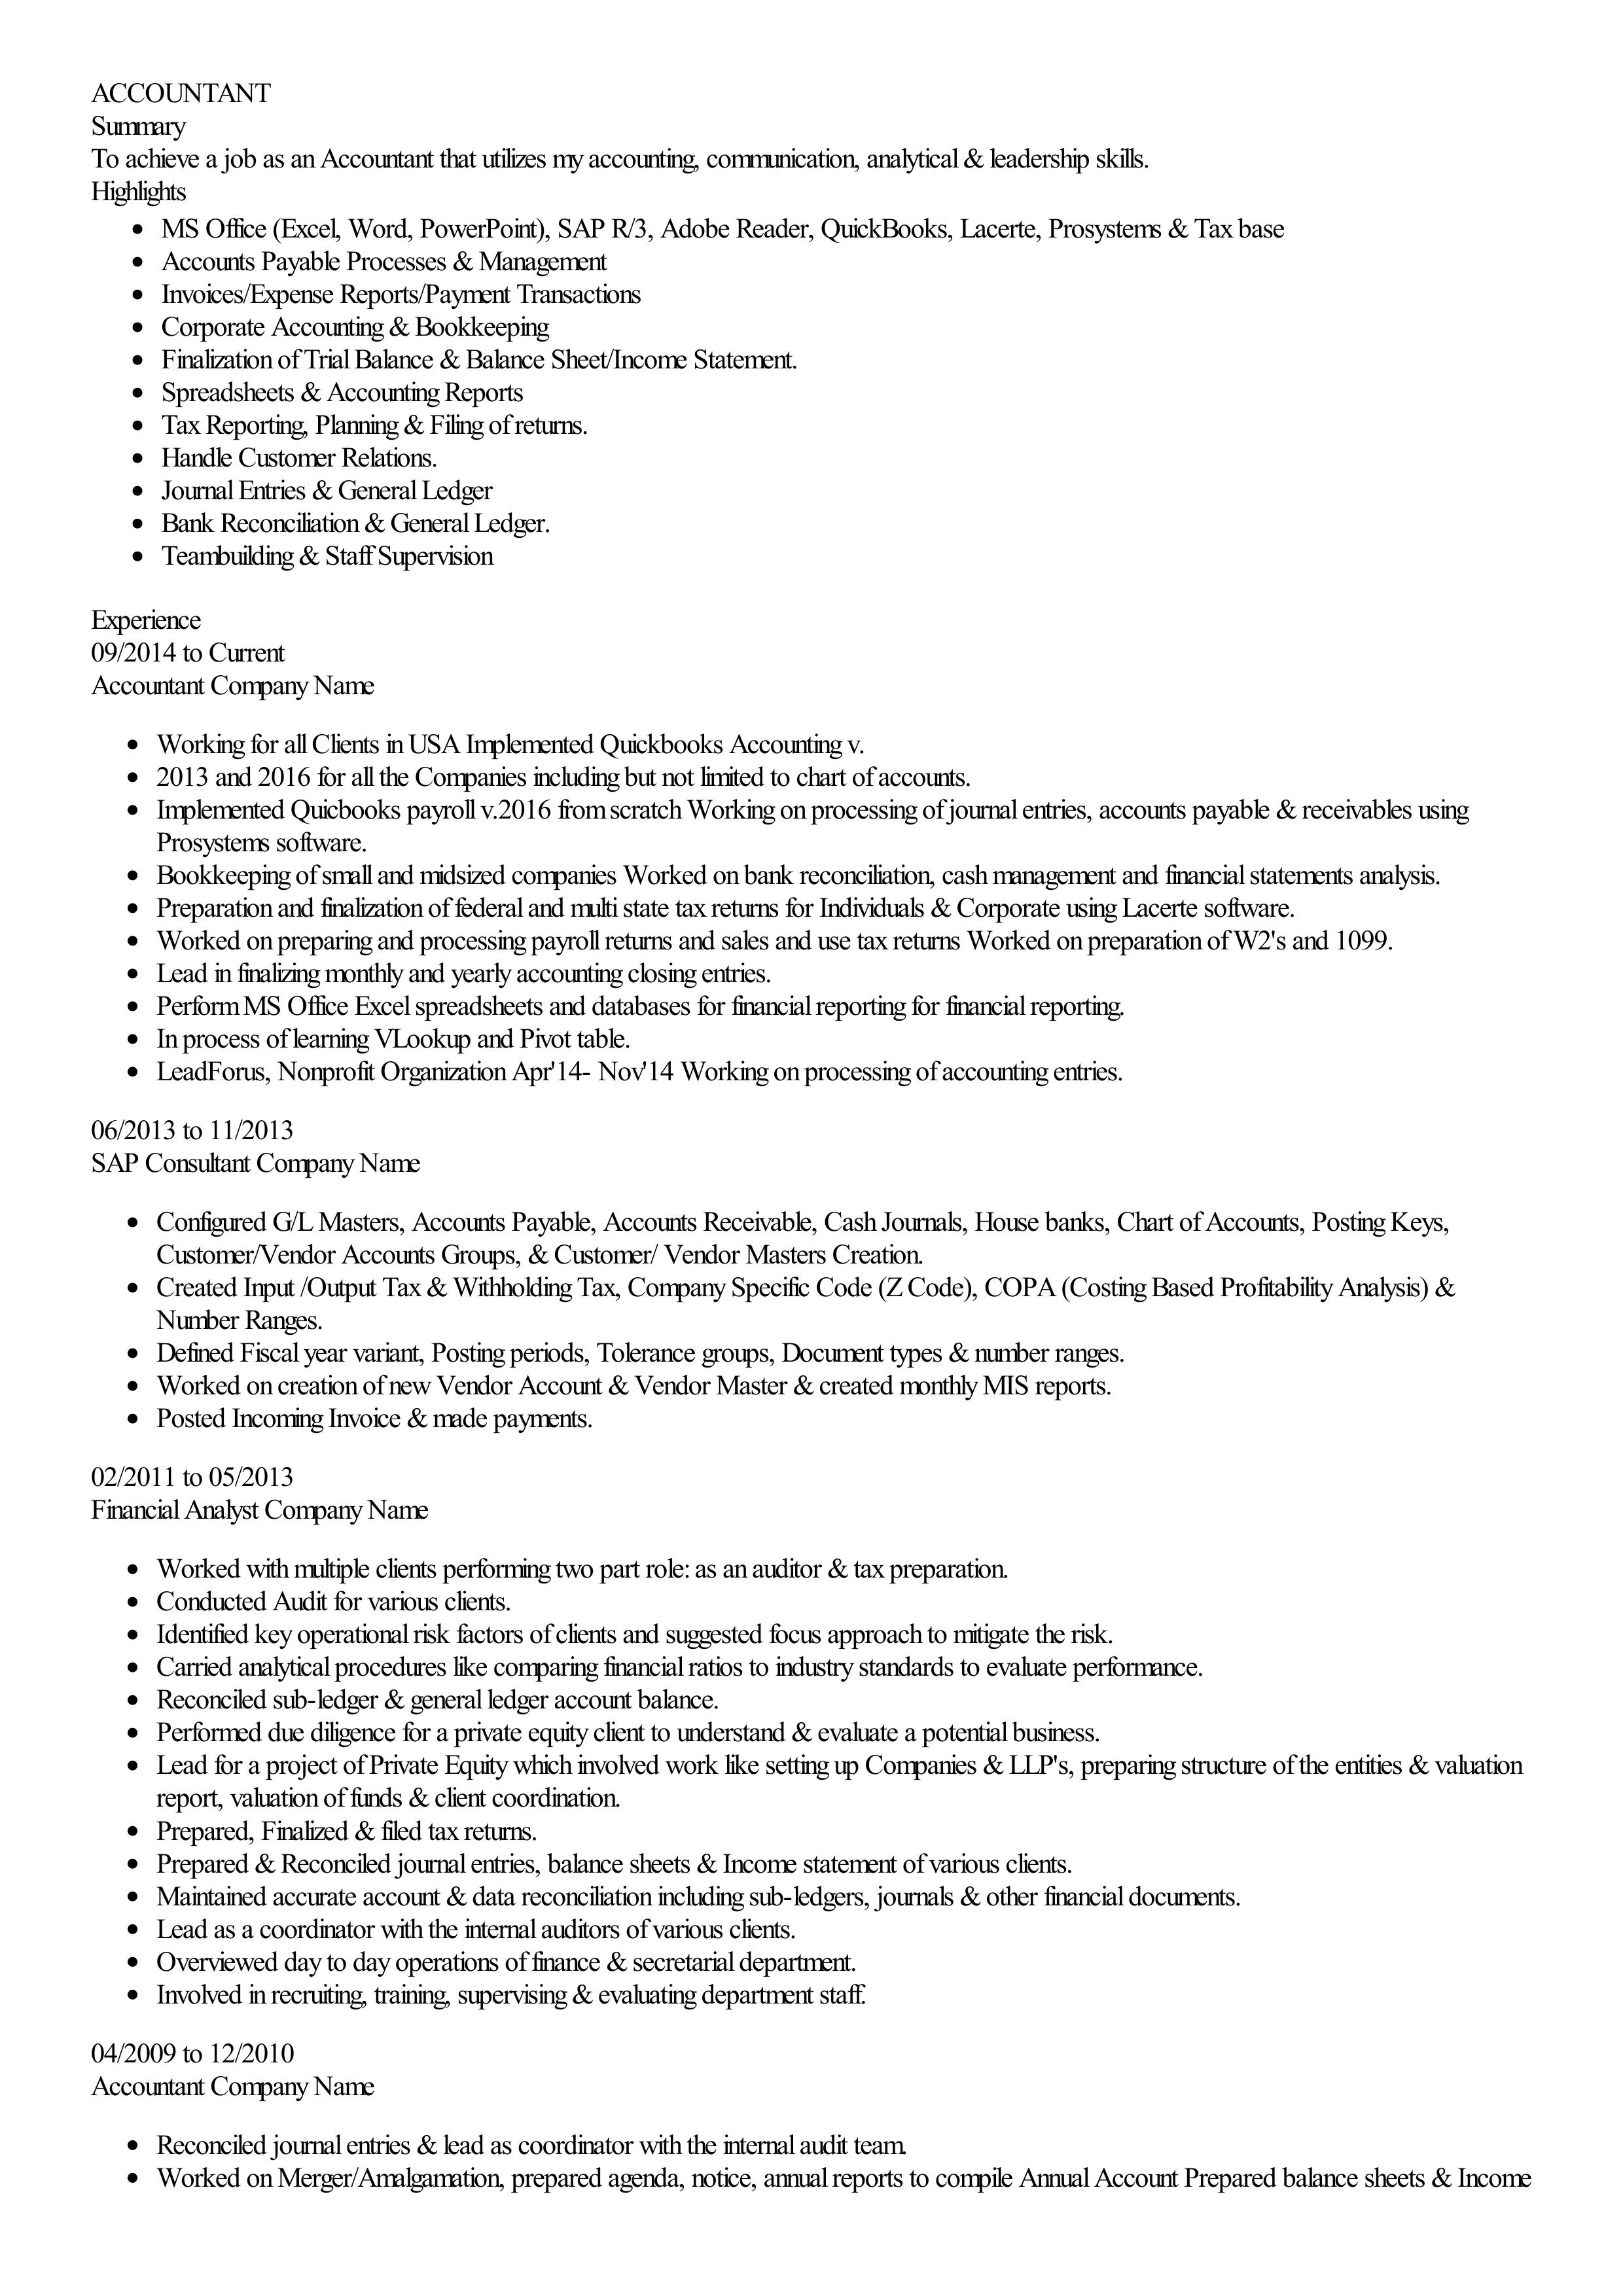 ACCOUNTANT
Summary
To achieve a job as an Accountant that utilizes my accounting, communication, analytical & leadership skills.
Highlights
• MS Office (Excel, Word, PowerPoint), SAP R/3, Adobe Reader, QuickBooks, Lacerte, Prosystems & Tax base
• Accounts Payable Processes & Management
• Invoices/Expense Reports/Payment Transactions
• Corporate Accounting & Bookkeeping
• Finalization of Trial Balance & Balance Sheet/Income Statement.
• Spreadsheets & Accounting Reports
• Tax Reporting, Planning & Filing of returns.
• Handle Customer Relations.
• Journal Entries & General Ledger
• Bank Reconciliation & General Ledger.
• Teambuilding & Staff Supervision
Experience
09/2014 to Current
Accountant Company Name
• Working for all Clients in USA Implemented Quickbooks Accounting v.
• 2013 and 2016 for all the Companies including but not limited to chart of accounts.
• Implemented Quicbooks payroll v.2016 from scratch Working on processing of journal entries, accounts payable & receivables using
Prosystems software.
• Bookkeeping of small and midsized companies Worked on bank reconciliation, cash management and financial statements analysis.
• Preparation and finalization of federal and multi state tax returns for Individuals & Corporate using Lacerte software.
• Worked on preparing and processing payroll returns and sales and use tax returns Worked on preparation of W2's and 1099.
• Lead in finalizing monthly and yearly accounting closing entries.
• Perform MS Office Excel spreadsheets and databases for financial reporting for financial reporting.
• In process of learning VLookup and Pivot table.
• LeadForus, Nonprofit Organization Apr'14- Nov'14 Working on processing of accounting entries.
06/2013 to 11/2013
SAP Consultant Company Name
• Configured G/L Masters, Accounts Payable, Accounts Receivable, Cash Journals, House banks, Chart of Accounts, Posting Keys,
Customer/Vendor Accounts Groups, & Customer/ Vendor Masters Creation.
• Created Input /Output Tax & Withholding Tax, Company Specific Code (Z Code), COPA (Costing Based Profitability Analysis) &
Number Ranges.
• Defined Fiscal year variant, Posting periods, Tolerance groups, Document types & number ranges.
• Worked on creation of new Vendor Account & Vendor Master & created monthly MIS reports.
• Posted Incoming Invoice & made payments.
02/2011 to 05/2013
Financial Analyst Company Name
• Worked with multiple clients performing two part role: as an auditor & tax preparation.
• Conducted Audit for various clients.
• Identified key operational risk factors of clients and suggested focus approach to mitigate the risk.
• Carried analytical procedures like comparing financial ratios to industry standards to evaluate performance.
• Reconciled sub-ledger & general ledger account balance.
• Performed due diligence for a private equity client to understand & evaluate a potential business.
• Lead for a project of Private Equity which involved work like setting up Companies & LLP's, preparing structure of the entities & valuation
report, valuation of funds & client coordination.
• Prepared, Finalized & filed tax returns.
• Prepared & Reconciled journal entries, balance sheets & Income statement of various clients.
• Maintained accurate account & data reconciliation including sub-ledgers, journals & other financial documents.
• Lead as a coordinator with the internal auditors of various clients.
• Overviewed day to day operations of finance & secretarial department.
• Involved in recruiting, training, supervising & evaluating department staff.
04/2009 to 12/2010
Accountant Company Name
• Reconciled journal entries & lead as coordinator with the internal audit team.
• Worked on Merger/Amalgamation, prepared agenda, notice, annual reports to compile Annual Account Prepared balance sheets & Income